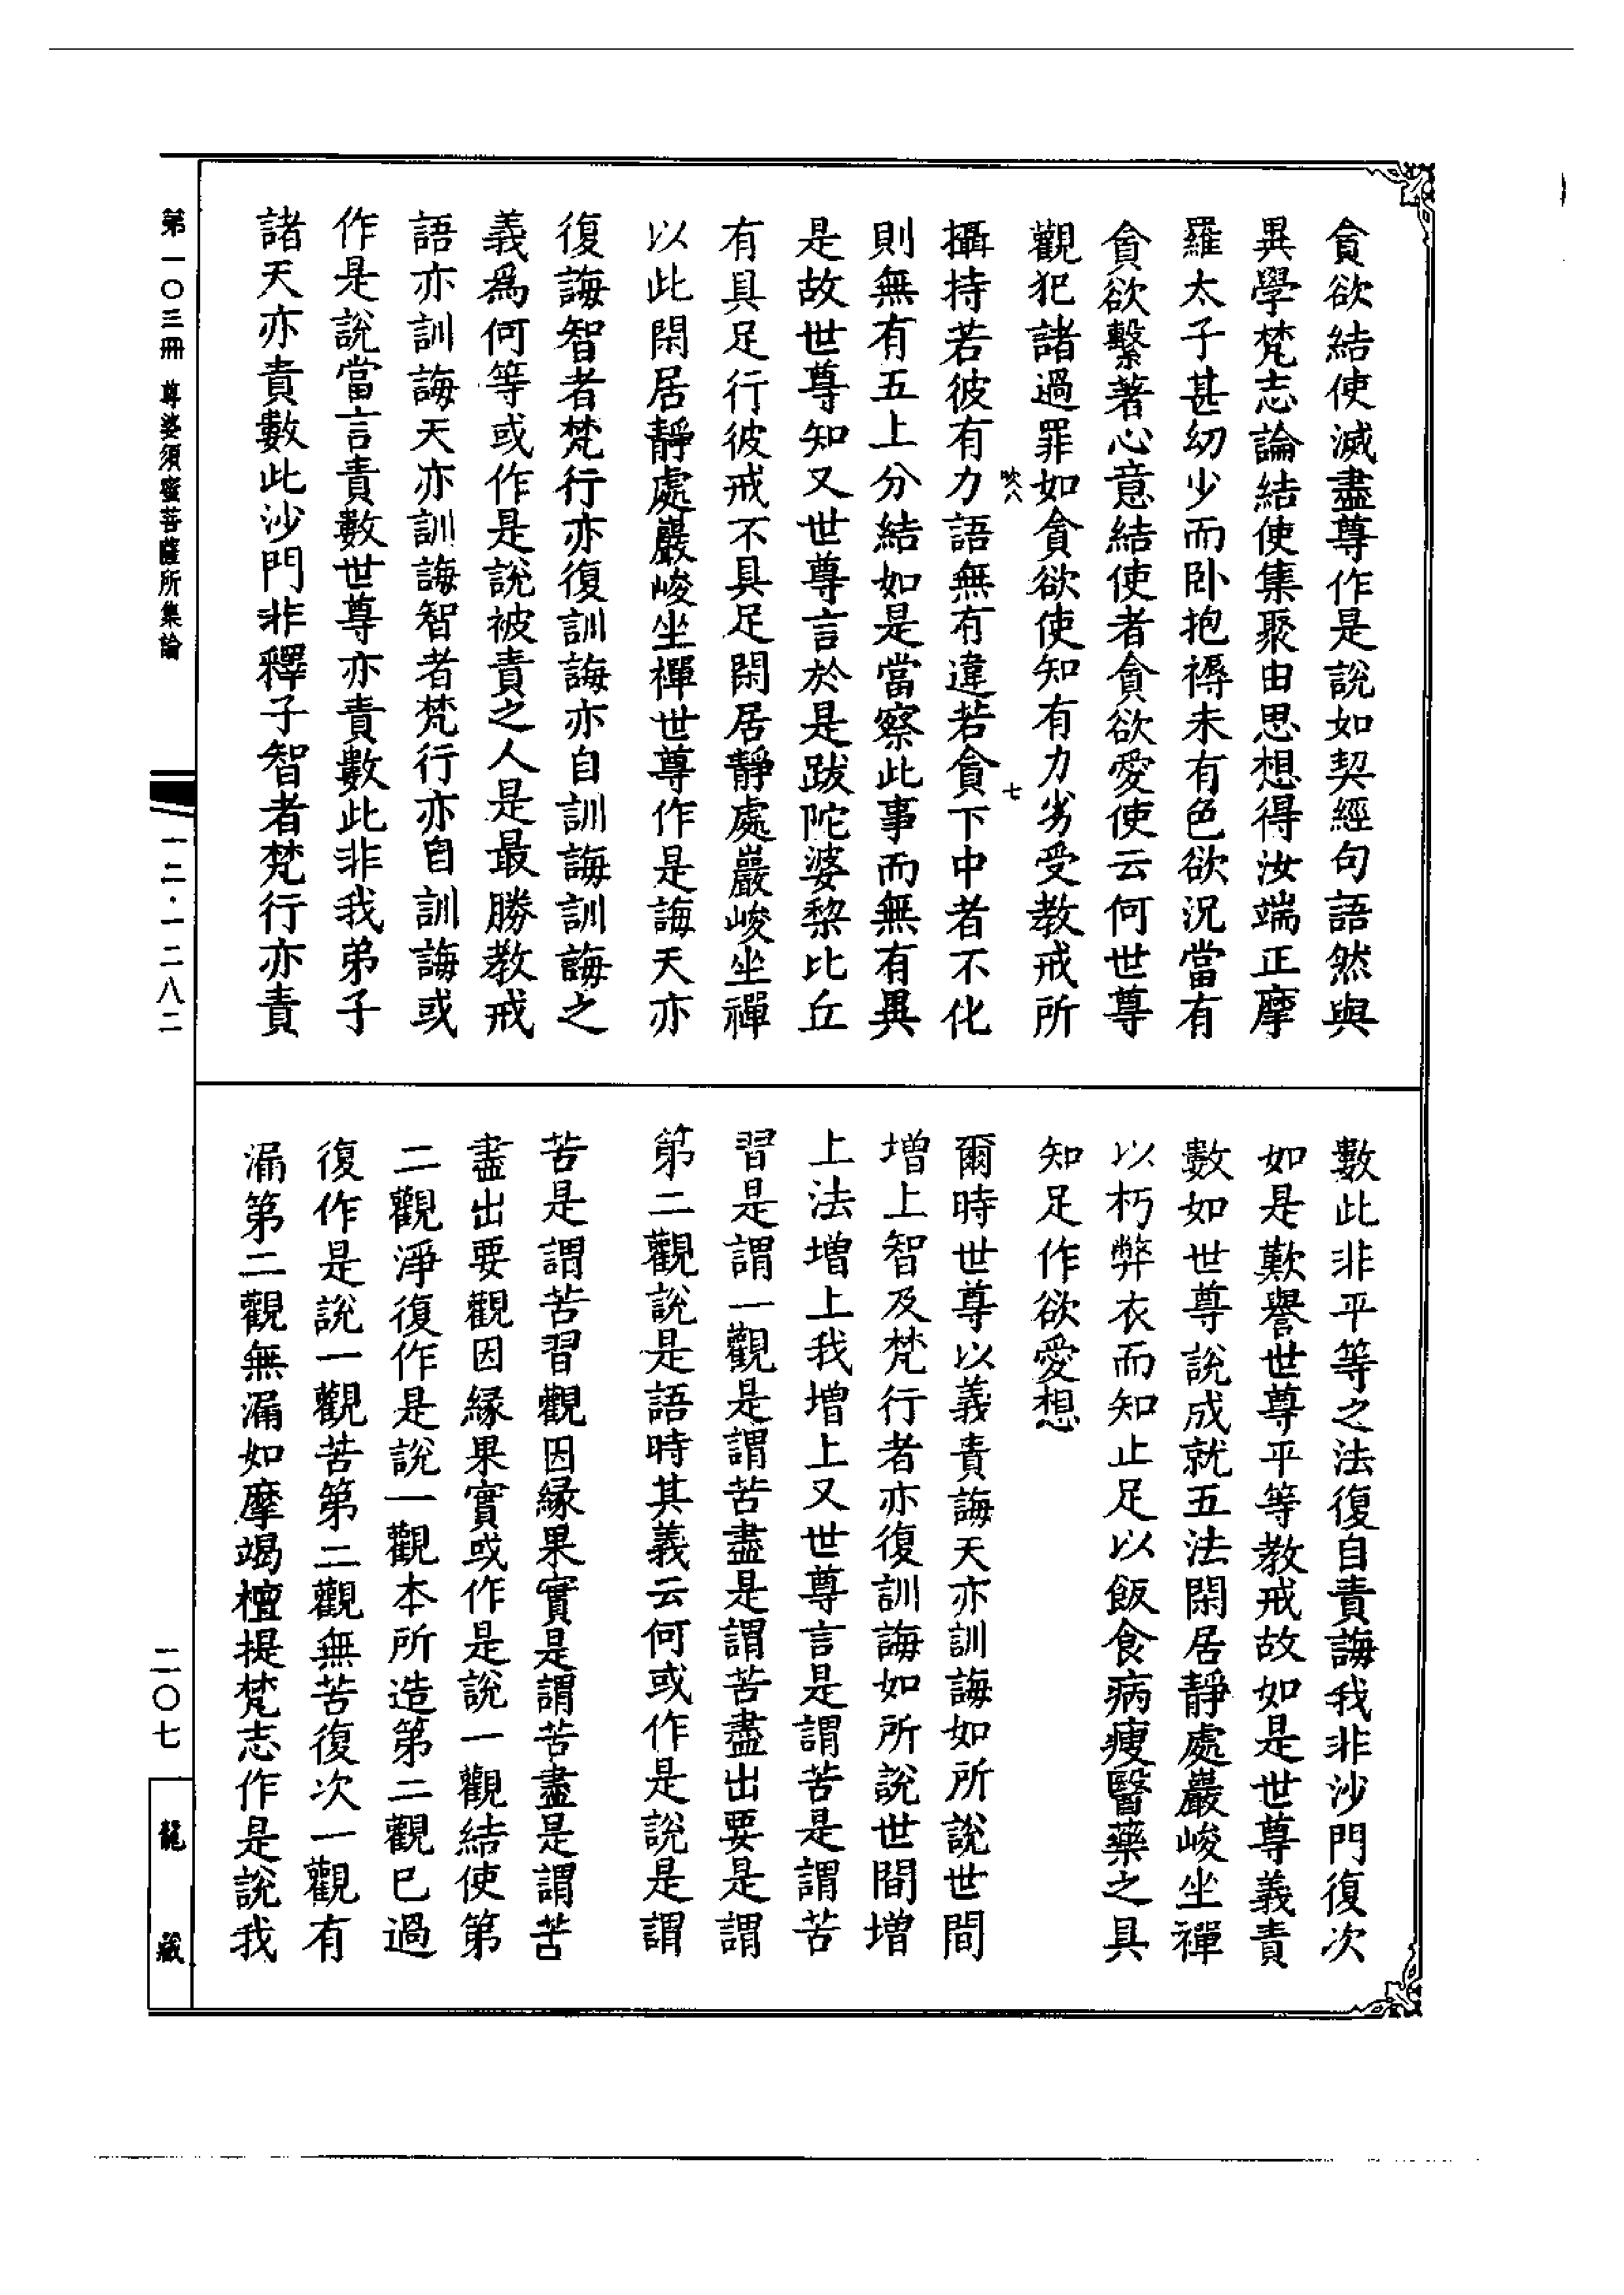 貪欲結使滅盡尊作是說如契經句語然與
異學梵志論結使集聚由思想得汝端正摩
羅太子甚幼少而卧抱褥未有色欲況當有
貪欲繫著心意結使者貪欲愛使云何世尊
觀犯諸過罪如貪欲使知有力劣受教戒所
攝持若彼有力語無有違若貪下中者不化
則無有五上分結如是當察此事而無有異
是故世尊知又世尊言於是跋陀婆黎比丘
有具足行彼戒不具足閑居靜處巖峻坐禪
以此閑居靜處巖峻坐禪世尊作是誨天亦
復誨智者梵行亦復訓誨亦自訓誨訓誨之
義爲何等或作是說被責之人是最勝教戒
語亦訓誨天亦訓誨智者梵行亦自訓誨或
作是說當言責數世尊亦責數此非我弟子
諸天亦責數此沙門非釋子智者梵行亦責
數此非平等之法復自責誨我非沙門復次
如是歎譽世尊平等教戒故如是世尊義責
數如世尊說成就五法閑居靜處巖峻坐禪
以朽弊衣而知止足以飯食病瘦醫藥之具
知足作欲愛想
爾時世尊以義責誨天亦訓誨如所說世間
增上智及梵行者亦復訓誨如所說世間增
上法增上我增上又世尊言是謂苦是謂苦
習是謂一觀是謂苦盡是謂苦盡出要是謂
第二觀說是語時其義云何或作是說是謂
苦是謂苦習觀因緣果實是謂苦盡是謂苦
盡出要觀因緣果實或作是說一觀結使第
二觀淨復作是說一觀本所造第二觀已過
復作是說一觀苦第二觀無苦復次一觀有
漏第二觀無漏如摩竭檀提梵志作是說我
吷八
七
第一〇三冊 尊婆須蜜菩薩所集論
一二·一二八二
二〇七
龍藏